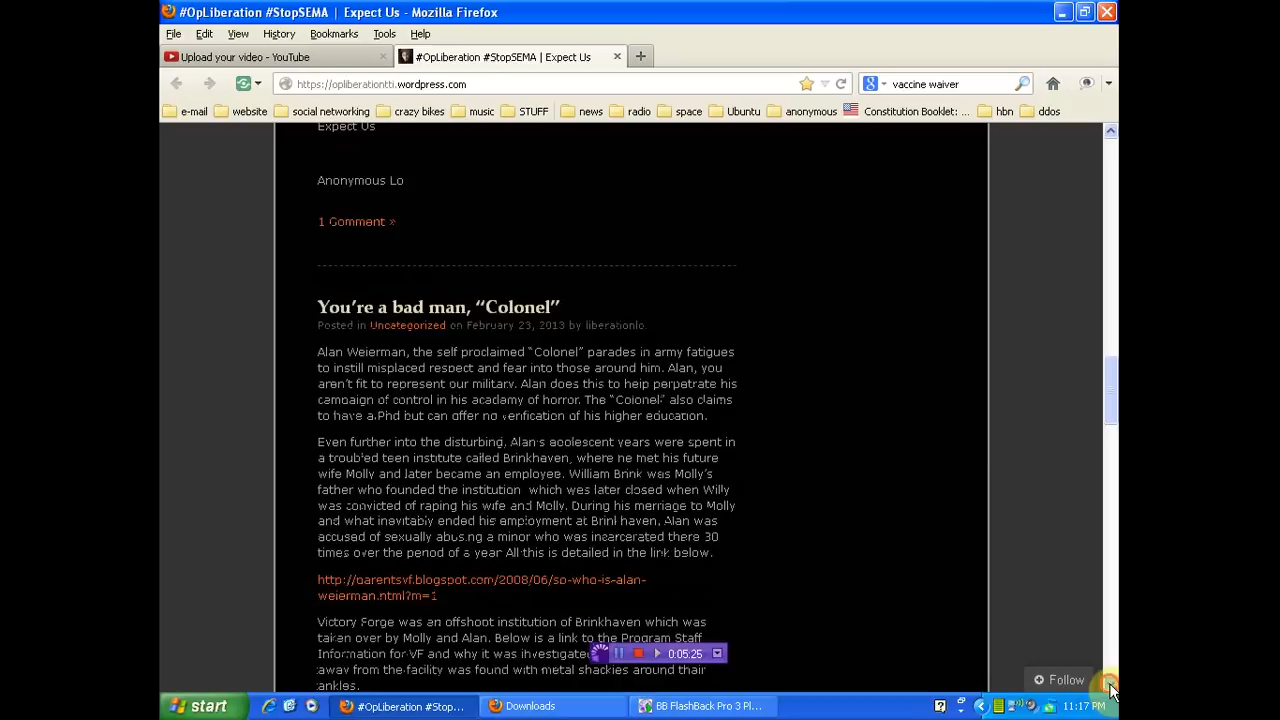 #OpLiberation #StopSEMA | Expect Us - Mozilla Firefox
File Edit View History Bookmarks Tools Help
Upload your video - YouTube
#OpLiberation #StopSEMA | Expect Us
https://opliberationtti.wordpress.com
vaccine waiver
e-mail website social networking crazy bikes music STUFF news radio space Ubuntu anonymous Constitution Booklet: ... hbn ddos
Expect Us
Anonymous Lo
1 Comment »
You're a bad man, "Colonel"
Posted in Uncategorized on February 23, 2013 by liberationlo.
Alan Weierman, the self proclaimed "Colonel" parades in army fatigues
to instill misplaced respect and fear into those around him. Alan, you
aren't fit to represent our military. Alan does this to help perpetrate his
campaign of control in his academy of horror. The "Colonel" also claims
to have a Phd but can offer no verification of his higher education.
Even further into the disturbing, Alan's adolescent years were spent in
a troubled teen institute called Brinkhaven, where he met his future
wife Molly and later became an employee. William Brink was Molly's
father who founded the institution which was later closed when Willy
was convicted of raping his wife and Molly. During his merriage to Molly
and what inevitably ended his employment at Brink haven, Alan was
accused of sexually abusing a minor who was incarcerated there 30
times over the period of a year All this is detailed in the link below.
http://parentsvf.blogspot.com/2008/06/so-who-is-alan-
weierman.html?m=1
Victory Forge was an offshoot institution of Brinkhaven which was
taken over by Molly and Alan. Below is a link to the Program Staff
Information for VF and why it was investigated
away from the facility was found with metal shackles around their
ankles.
0:05:25
Follow
start
#OpLiberation #Stop...
Downloads
BB FlashBack Pro 3 Pl...
11:17 PM